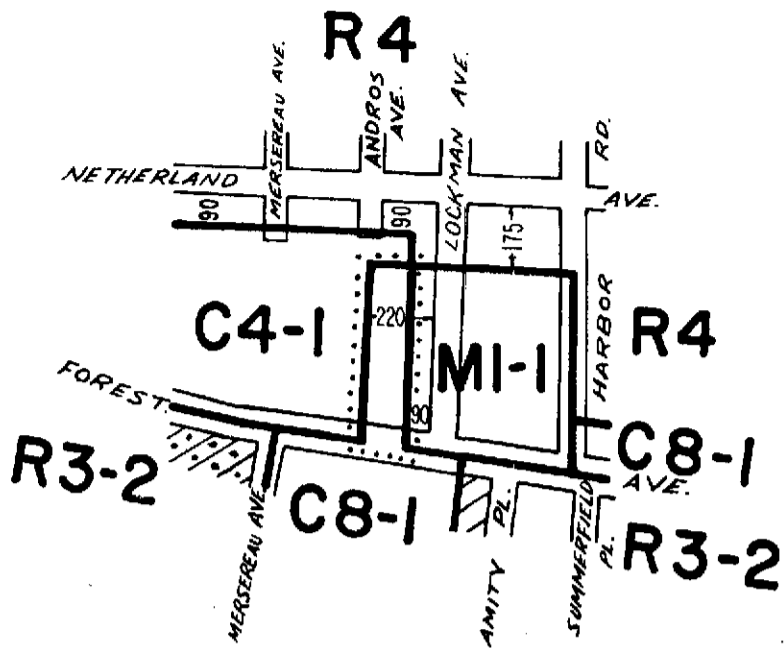 R4
MERSEREAU AVE.
ANDROS AVE.
LOCKMAN AVE.
RD.
NETHERLAND
AVE.
90
90
175
HARBOR
C4-1
220
M1-1
R4
FOREST
90
C8-1
R3-2
AVE.
C8-1
MERSEREAU AVE.
AMITY PL.
SUMMERFIELD PL.
R3-2